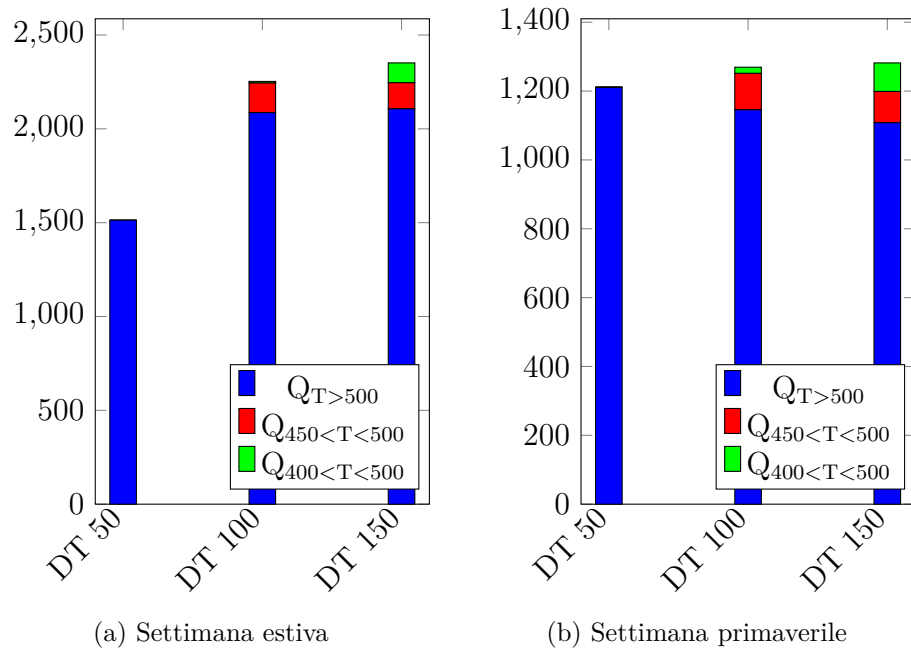 2,500
2,000
1,500
1,000
500
0
DT 50
DT 100
DT 150
Q_{T>500}
Q_{450<T<500}
Q_{400<T<500}
(a) Settimana estiva
1,400
1,200
1,000
800
600
400
200
0
DT 50
DT 100
DT 150
Q_{T>500}
Q_{450<T<500}
Q_{400<T<500}
(b) Settimana primaverile